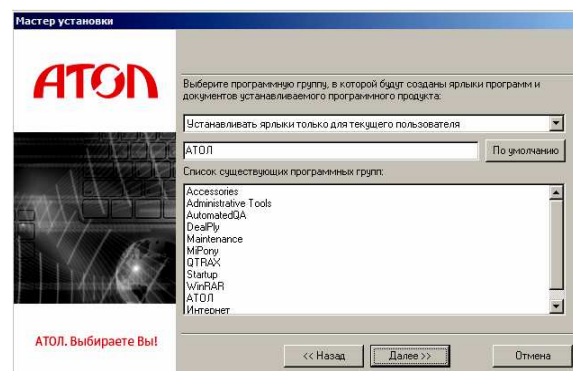 Мастер установки
АТОЛ
Выберите программную группу, в которой будут созданы ярлыки программ и
документов устанавливаемого программного продукта:
Устанавливать ярлыки только для текущего пользователя
АТОЛ
По умолчанию
Список существующих программных групп:
Accessories
Administrative Tools
AutomatedQA
DealPly
Maintenance
MiPony
QTRAX
Startup
WinRAR
АТОЛ
Интернет
АТОЛ. Выбираете Вы!
<< Назад
Далее >>
Отмена